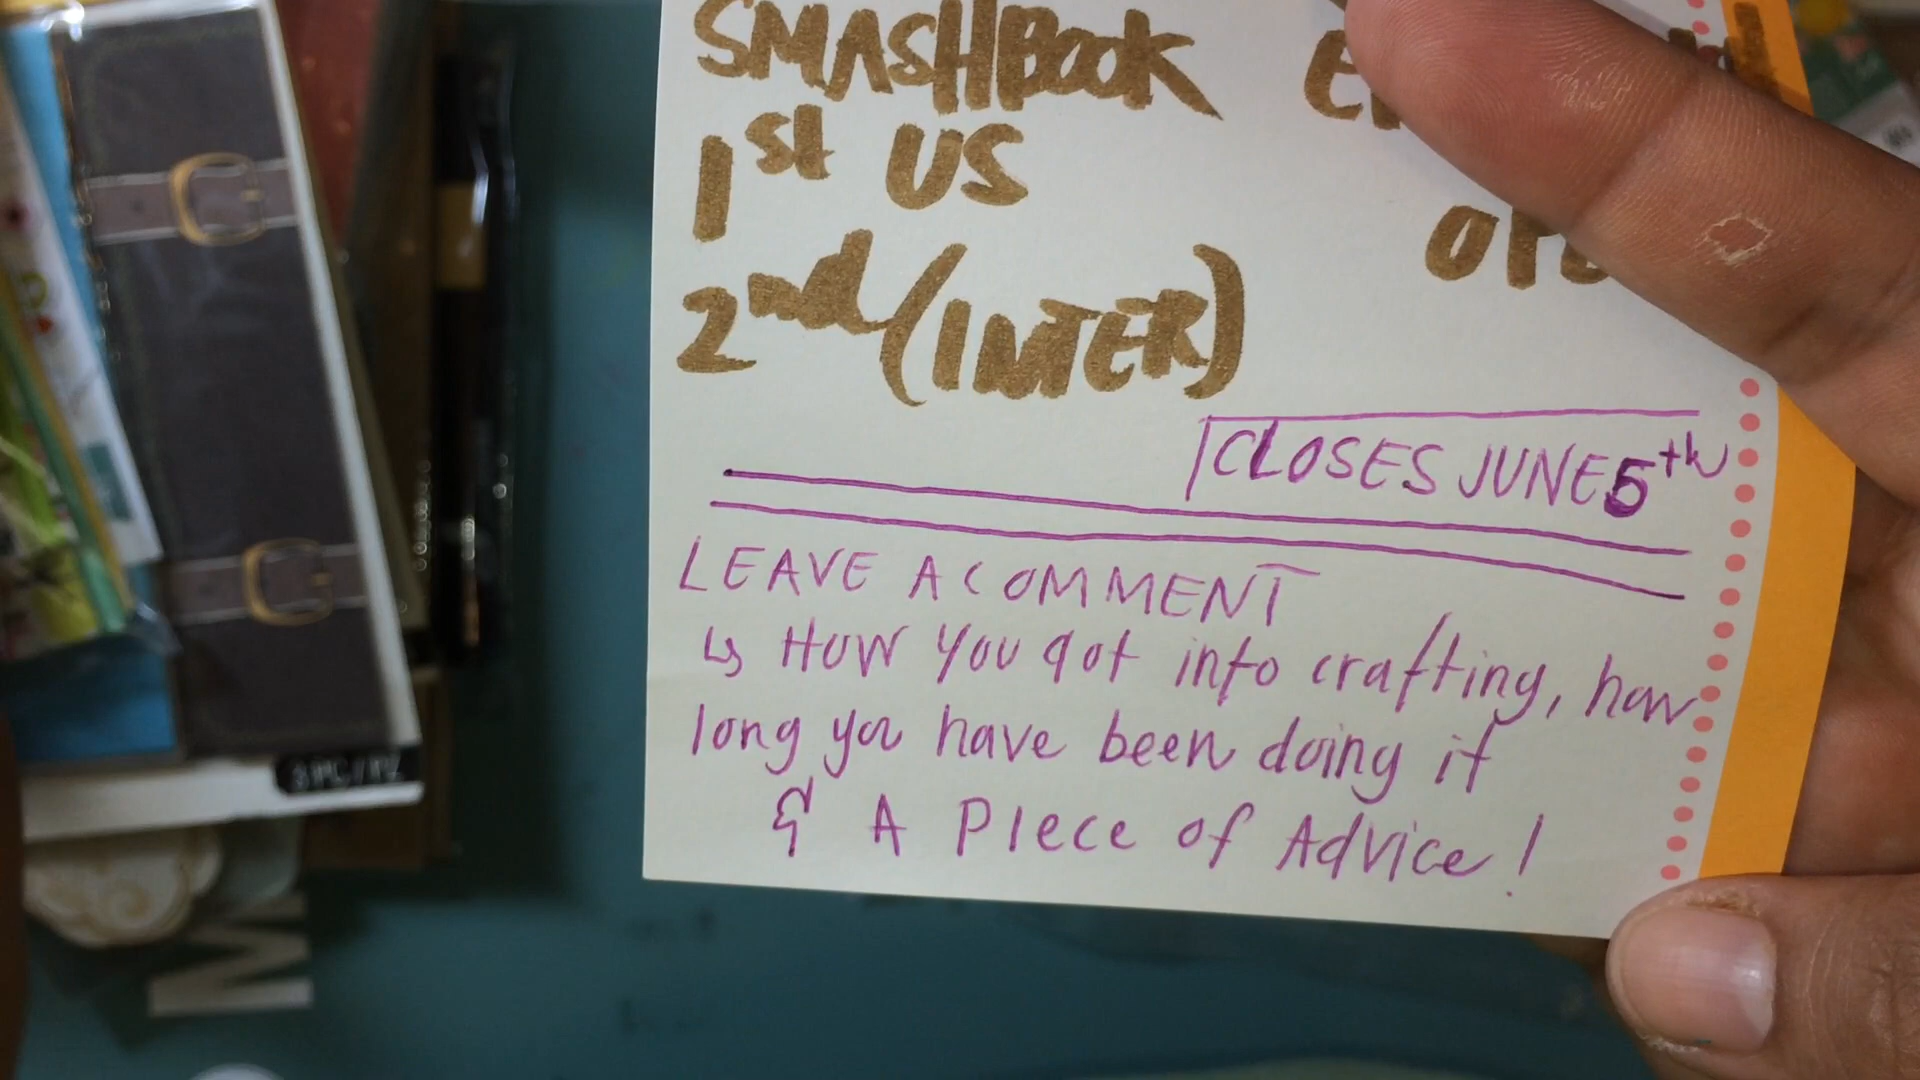 SMASHBOOK
1st US
2nd (INTER)
CLOSES JUNE 5th
LEAVE A COMMENT
↳ HOW YOU got into crafting, how
long you have been doing it
& A PIece of Advice!